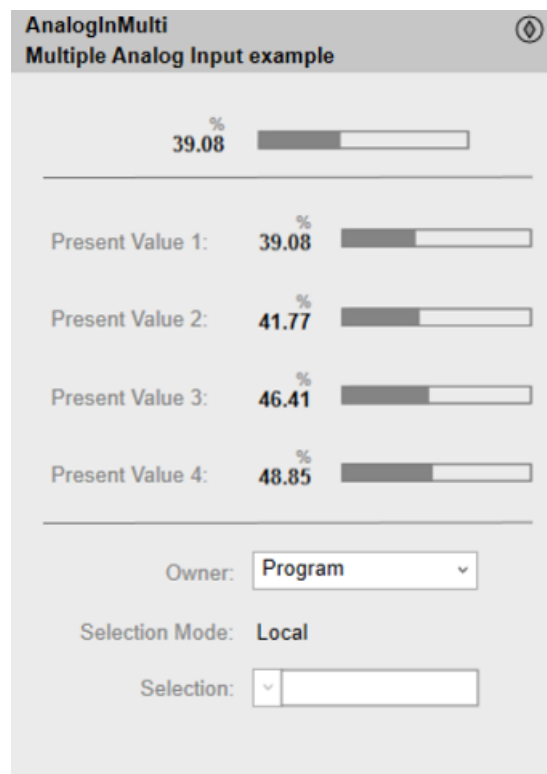 AnalogInMulti
Multiple Analog Input example
%
39.08
%
Present Value 1: 39.08
%
Present Value 2: 41.77
%
Present Value 3: 46.41
%
Present Value 4: 48.85
Owner: Program
Selection Mode: Local
Selection: